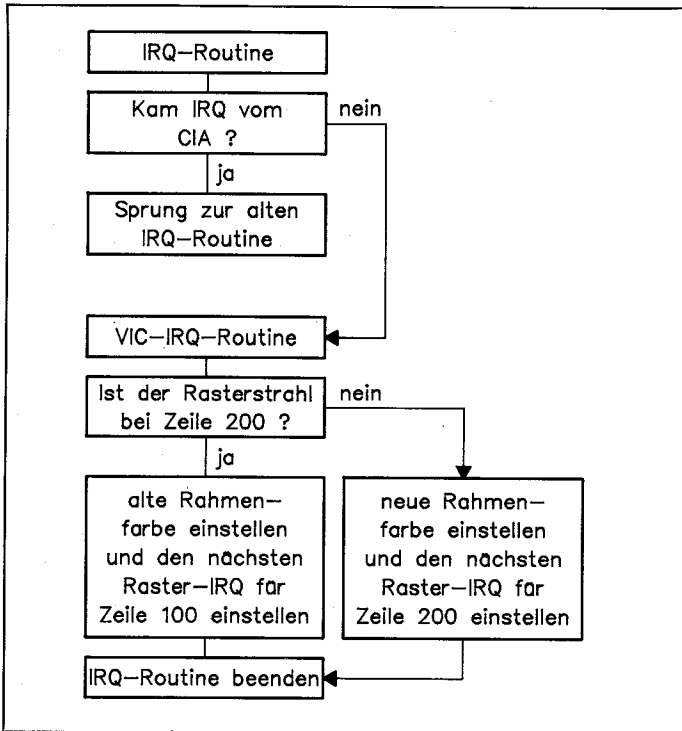 IRQ–Routine
Kam IRQ vom
CIA ?
nein
ja
Sprung zur alten
IRQ–Routine
VIC–IRQ–Routine
Ist der Rasterstrahl
bei Zeile 200 ?
nein
ja
alte Rahmen–
farbe einstellen
und den nächsten
Raster–IRQ für
Zeile 100 einstellen
neue Rahmen–
farbe einstellen
und den nächsten
Raster–IRQ für
Zeile 200 einstellen
IRQ–Routine beenden